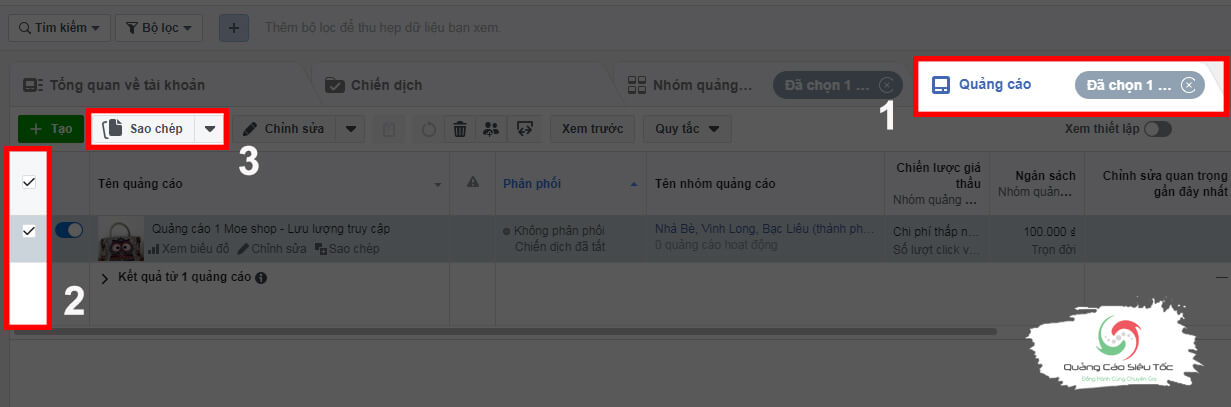 Tìm kiếm
Bộ lọc
+
Thêm bộ lọc để thu hẹp dữ liệu bạn xem.
Tổng quan về tài khoản
Chiến dịch
Nhóm quảng...
Đã chọn 1 ...
1
Quảng cáo
Đã chọn 1 ...
+ Tạo
Sao chép
3
Chỉnh sửa
Xem trước
Quy tắc
Xem thiết lập
Tên quảng cáo
Phân phối
Tên nhóm quảng cáo
Chiến lược giá
thầu
Nhóm quảng ...
Ngân sách
Nhóm quản...
Chỉnh sửa quan trọng
gần đây nhất
Quảng cáo 1 Moe shop - Lưu lượng truy cập
Xem biểu đồ
Chỉnh sửa
Sao chép
Không phân phối
Chiến dịch đã tắt
Nhà Bè, Vĩnh Long, Bạc Liêu (thành ph...
0 quảng cáo hoạt động
Chi phí thấp n...
Số lượt click v...
100.000 ₫
Trọn đời
2
Kết quả từ 1 quảng cáo
—
Quảng Cáo Siêu Tốc
Đồng Hành Cùng Chuyên Gia